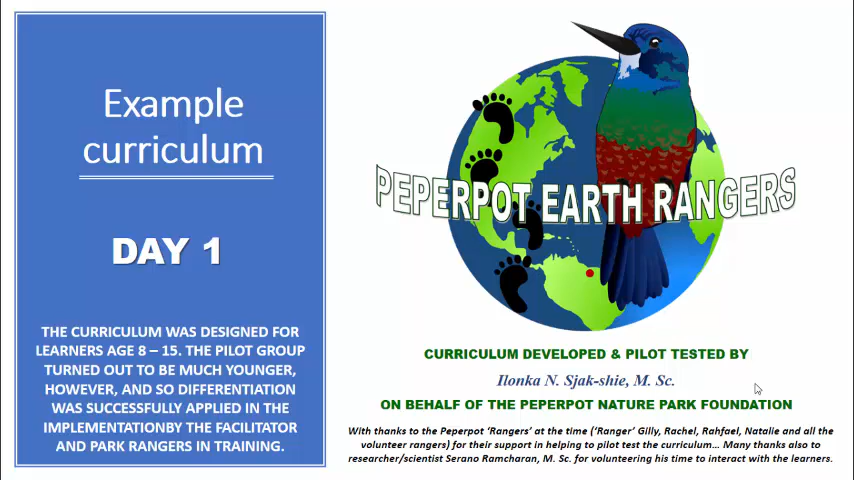 Example
curriculum
DAY 1
THE CURRICULUM WAS DESIGNED FOR
LEARNERS AGE 8 – 15. THE PILOT GROUP
TURNED OUT TO BE MUCH YOUNGER,
HOWEVER, AND SO DIFFERENTIATION
WAS SUCCESSFULLY APPLIED IN THE
IMPLEMENTATIONBY THE FACILITATOR
AND PARK RANGERS IN TRAINING.
PEPERPOT EARTH RANGERS
CURRICULUM DEVELOPED & PILOT TESTED BY
Ilonka N. Sjak-shie, M. Sc.
ON BEHALF OF THE PEPERPOT NATURE PARK FOUNDATION
With thanks to the Peperpot ‘Rangers’ at the time (‘Ranger’ Gilly, Rachel, Rahfael, Natalie and all the
volunteer rangers) for their support in helping to pilot test the curriculum... Many thanks also to
researcher/scientist Serano Ramcharan, M. Sc. for volunteering his time to interact with the learners.